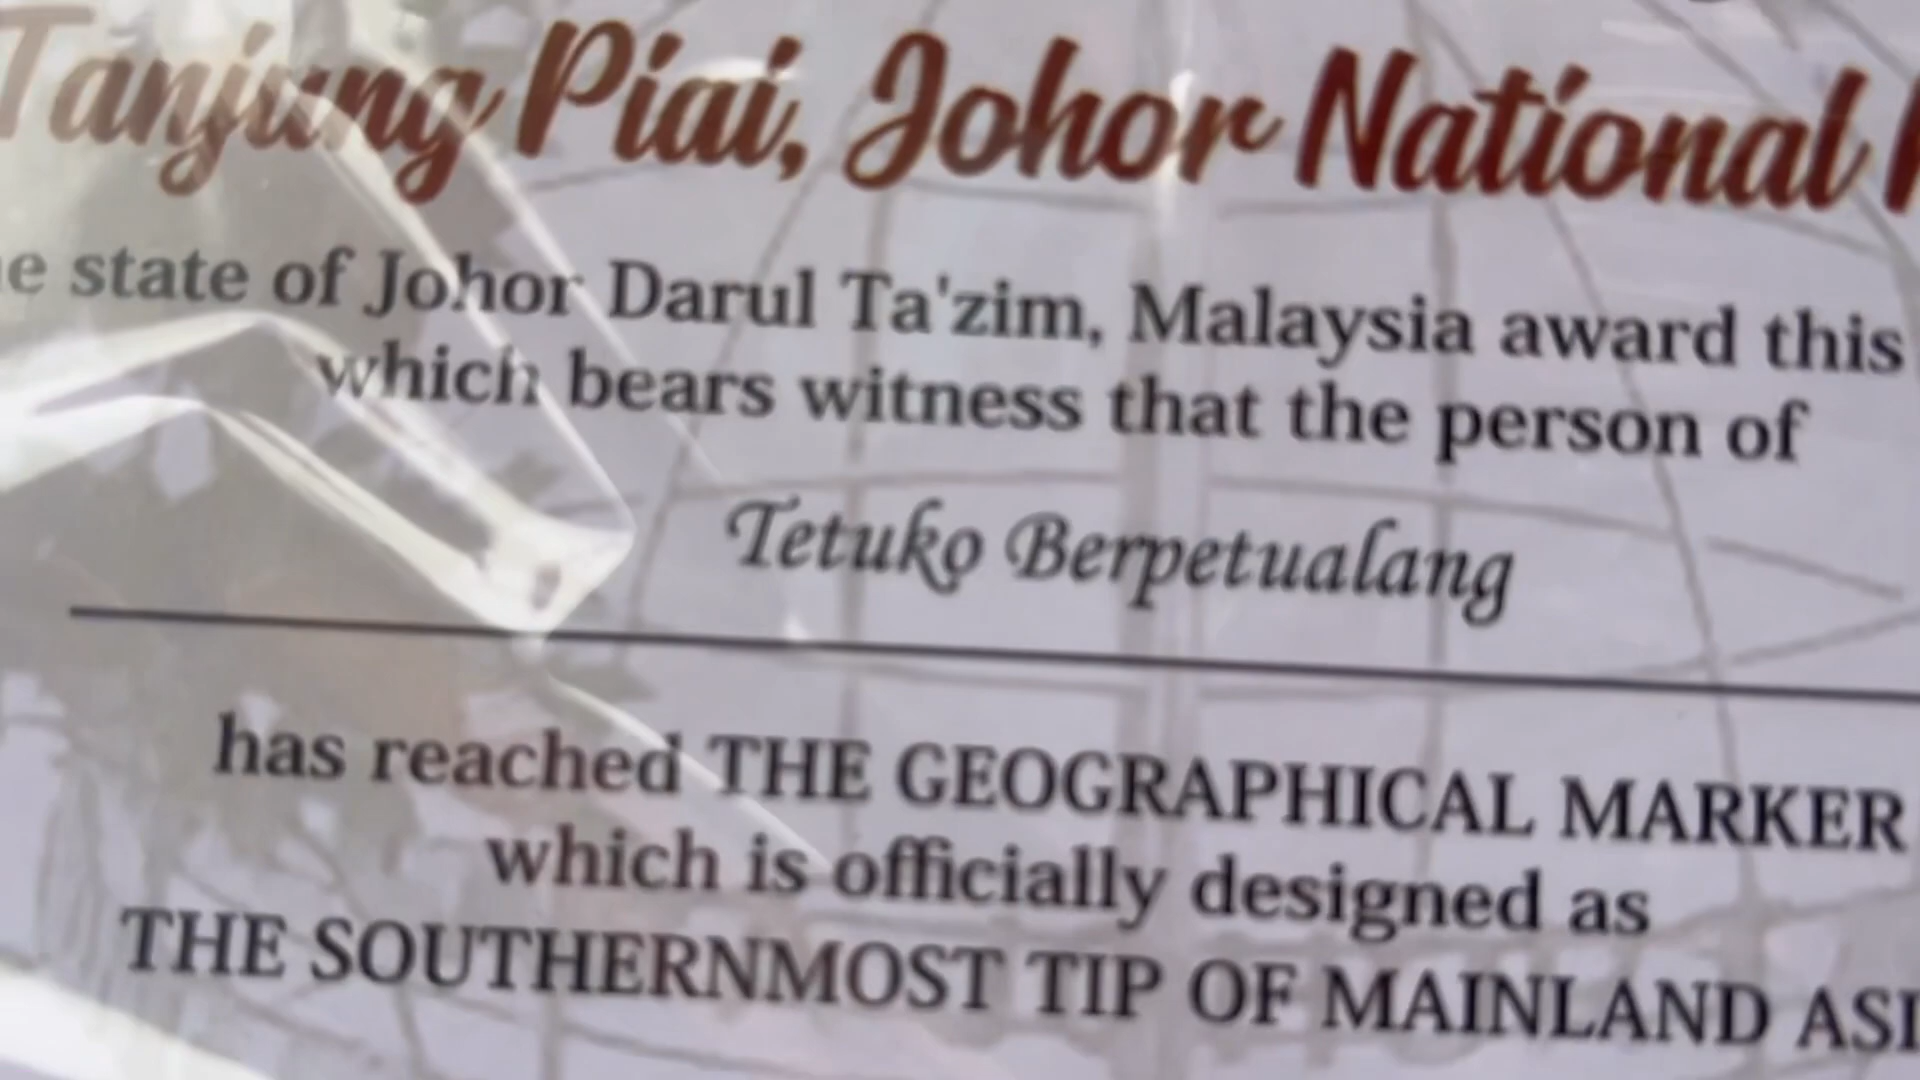 Tanjung Piai, Johor National
state of Johor Darul Ta'zim, Malaysia award this
which bears witness that the person of
Tetuko Berpetualang
has reached THE GEOGRAPHICAL MARKER
which is officially designed as
THE SOUTHERNMOST TIP OF MAINLAND ASI